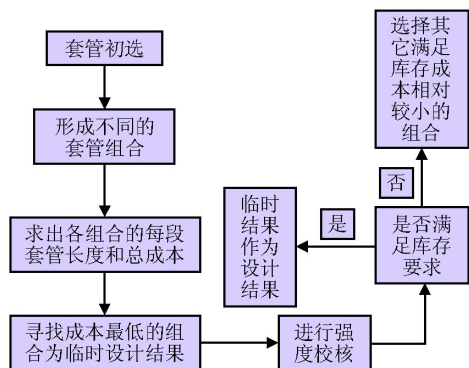 套管初选
形成不同的
套管组合
求出各组合的每段
套管长度和总成本
寻找成本最低的组
合为临时设计结果
进行强
度校核
是否满
足库存
要求
是
临时
结果
作为
设计
结果
否
选择其
它满足
库存成
本相对
较小的
组合